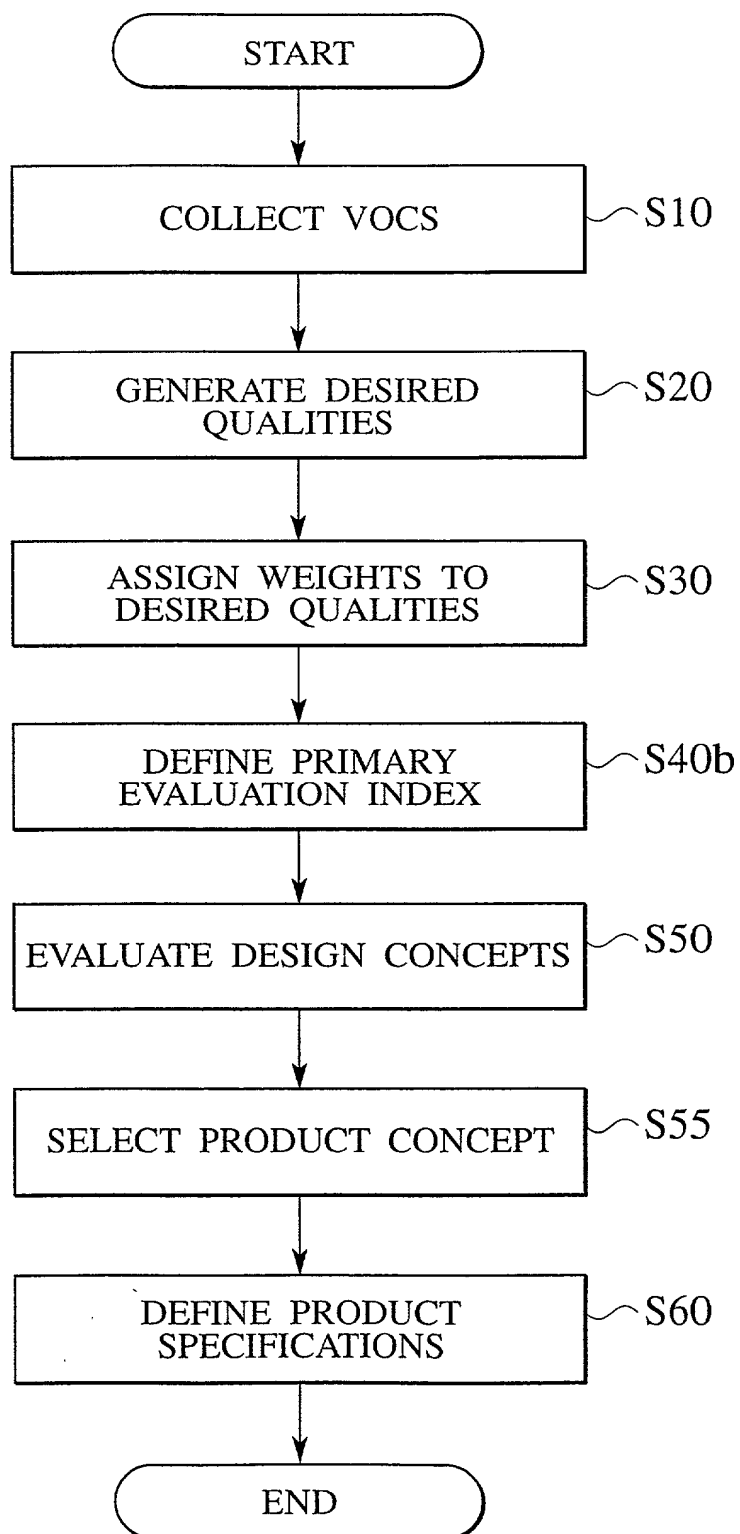 START
COLLECT VOCS
S10
GENERATE DESIRED
QUALITIES
S20
ASSIGN WEIGHTS TO
DESIRED QUALITIES
S30
DEFINE PRIMARY
EVALUATION INDEX
S40b
EVALUATE DESIGN CONCEPTS
S50
SELECT PRODUCT CONCEPT
S55
DEFINE PRODUCT
SPECIFICATIONS
S60
END